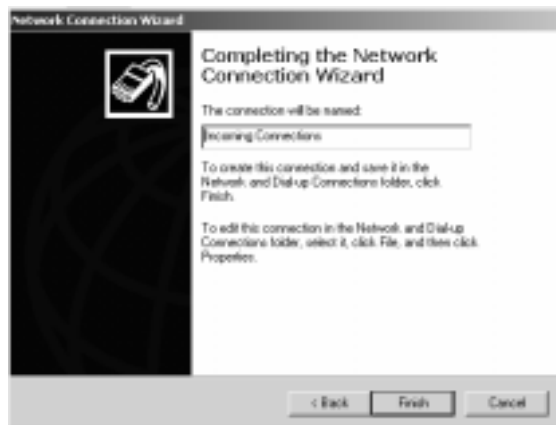 Network Connection Wizard
Completing the Network
Connection Wizard
The connection will be named:
Incoming Connections
To create this connection and save it in the
Network and Dial-up Connections folder, click
Finish.
To edit this connection in the Network and Dial-up
Connections folder, select it, click File, and then click
Properties.
< Back
Finish
Cancel